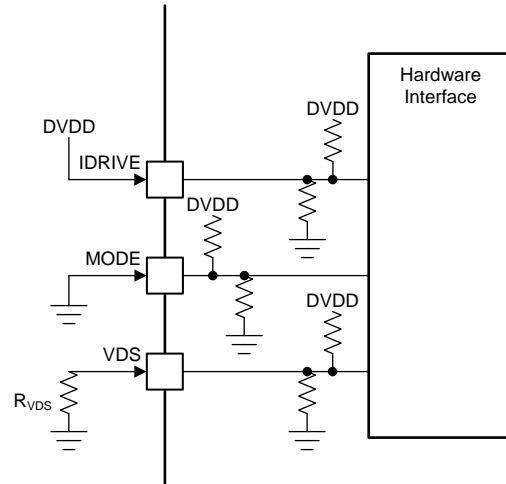 Hardware
Interface
DVDD
DVDD
IDRIVE
DVDD
MODE
DVDD
VDS
RVDS